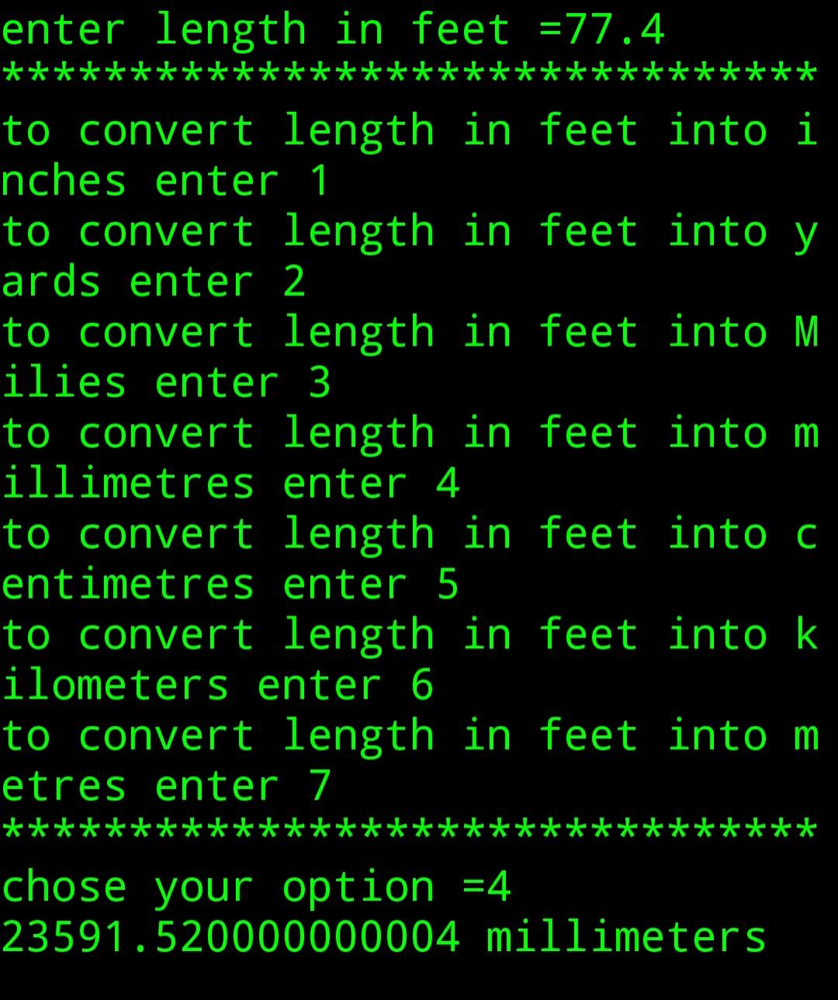 enter length in feet =77.4
********************************
to convert length in feet into i
nches enter 1
to convert length in feet into y
ards enter 2
to convert length in feet into M
ilies enter 3
to convert length in feet into m
illimetres enter 4
to convert length in feet into c
entimetres enter 5
to convert length in feet into k
ilometers enter 6
to convert length in feet into m
etres enter 7
********************************
chose your option =4
23591.520000000004 millimeters